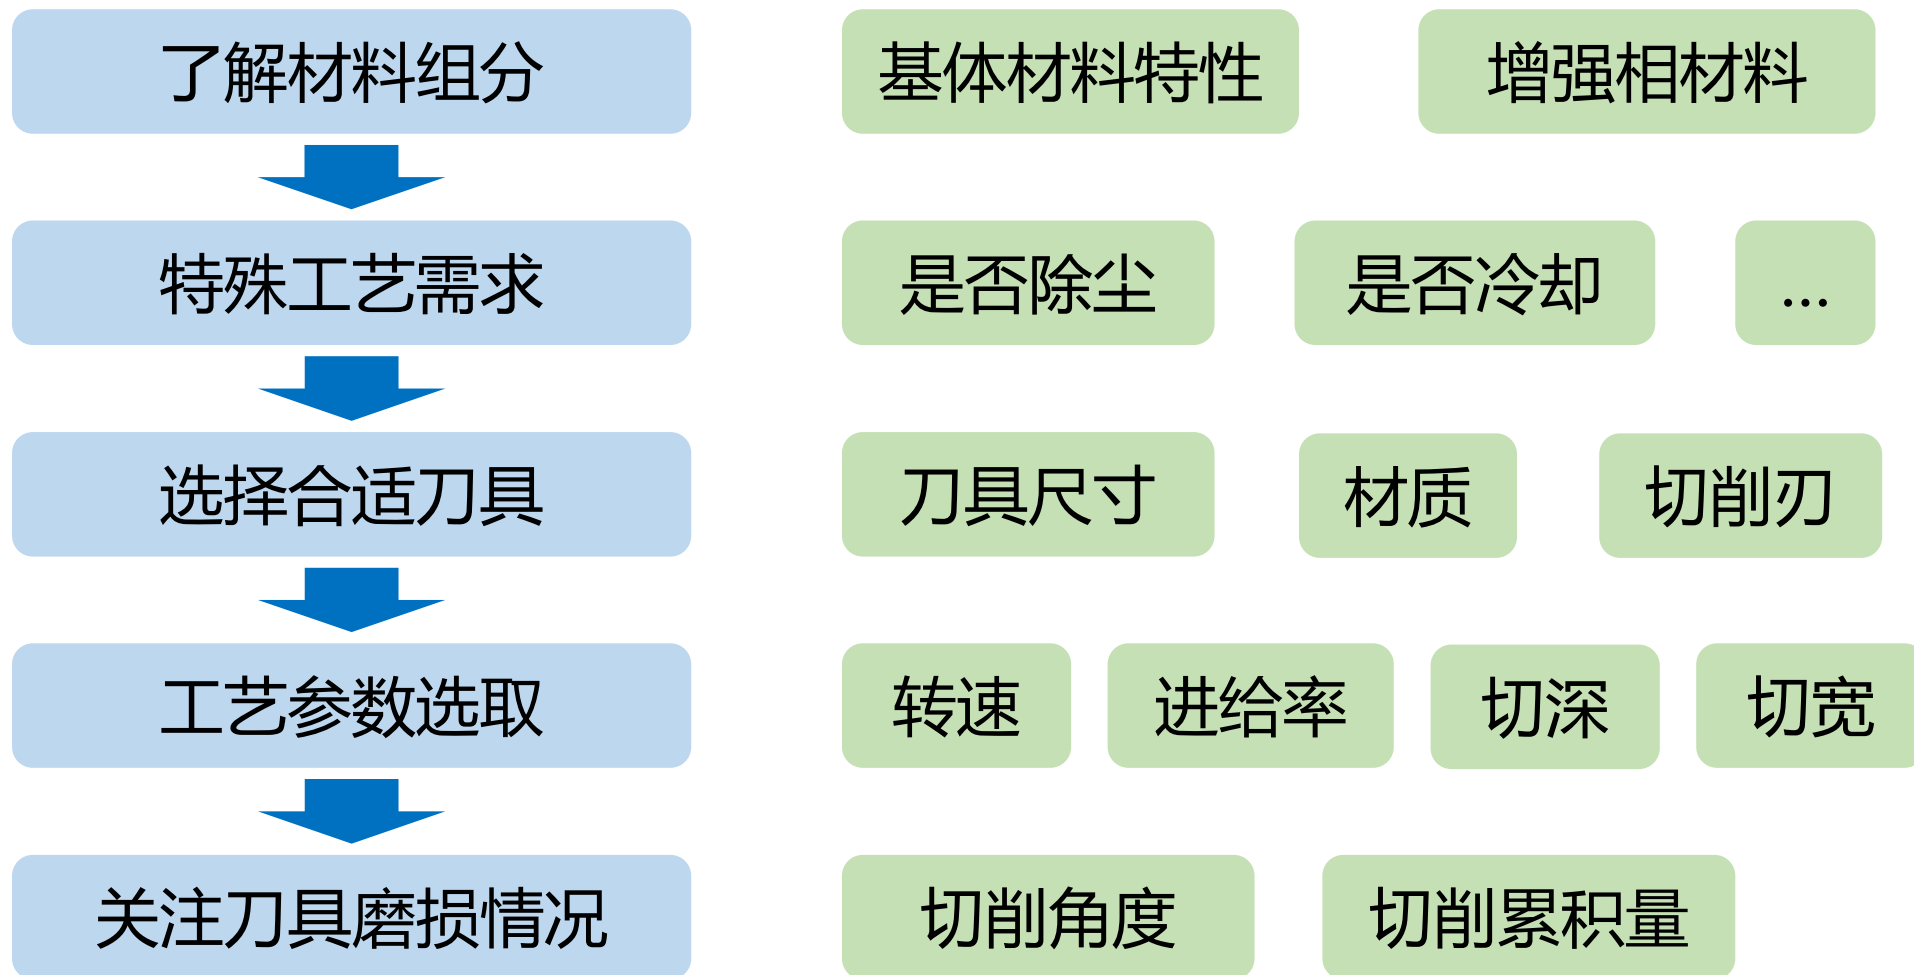 了解材料组分
基体材料特性
增强相材料
特殊工艺需求
是否除尘
是否冷却
...
选择合适刀具
刀具尺寸
材质
切削刃
工艺参数选取
转速
进给率
切深
切宽
关注刀具磨损情况
切削角度
切削累积量